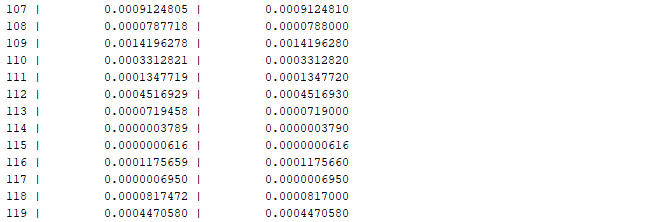 107 | 0.0009124805 | 0.0009124810
108 | 0.0000787718 | 0.0000788000
109 | 0.0014196278 | 0.0014196280
110 | 0.0003312821 | 0.0003312820
111 | 0.0001347719 | 0.0001347720
112 | 0.0004516929 | 0.0004516930
113 | 0.0000719458 | 0.0000719000
114 | 0.0000003789 | 0.0000003790
115 | 0.0000000616 | 0.0000000616
116 | 0.0001175659 | 0.0001175660
117 | 0.0000006950 | 0.0000006950
118 | 0.0000817472 | 0.0000817000
119 | 0.0004470580 | 0.0004470580